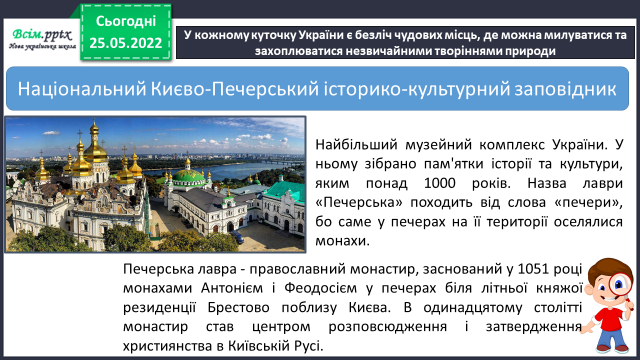 Всім.pptx
Нова українська школа
Сьогодні
25.05.2022
У кожному куточку України є безліч чудових місць, де можна милуватися та
захоплюватися незвичайними творіннями природи
Національний Києво-Печерський історико-культурний заповідник
Найбільший музейний комплекс України. У
ньому зібрано пам'ятки історії та культури,
яким понад 1000 років. Назва лаври
«Печерська» походить від слова «печери»,
бо саме у печерах на її території оселялися
монахи.
Печерська лавра - православний монастир, заснований у 1051 році
монахами Антонієм і Феодосієм у печерах біля літньої княжої
резиденції Брестово поблизу Києва. В одинадцятому столітті
монастир став центром розповсюдження і затвердження
християнства в Київській Русі.